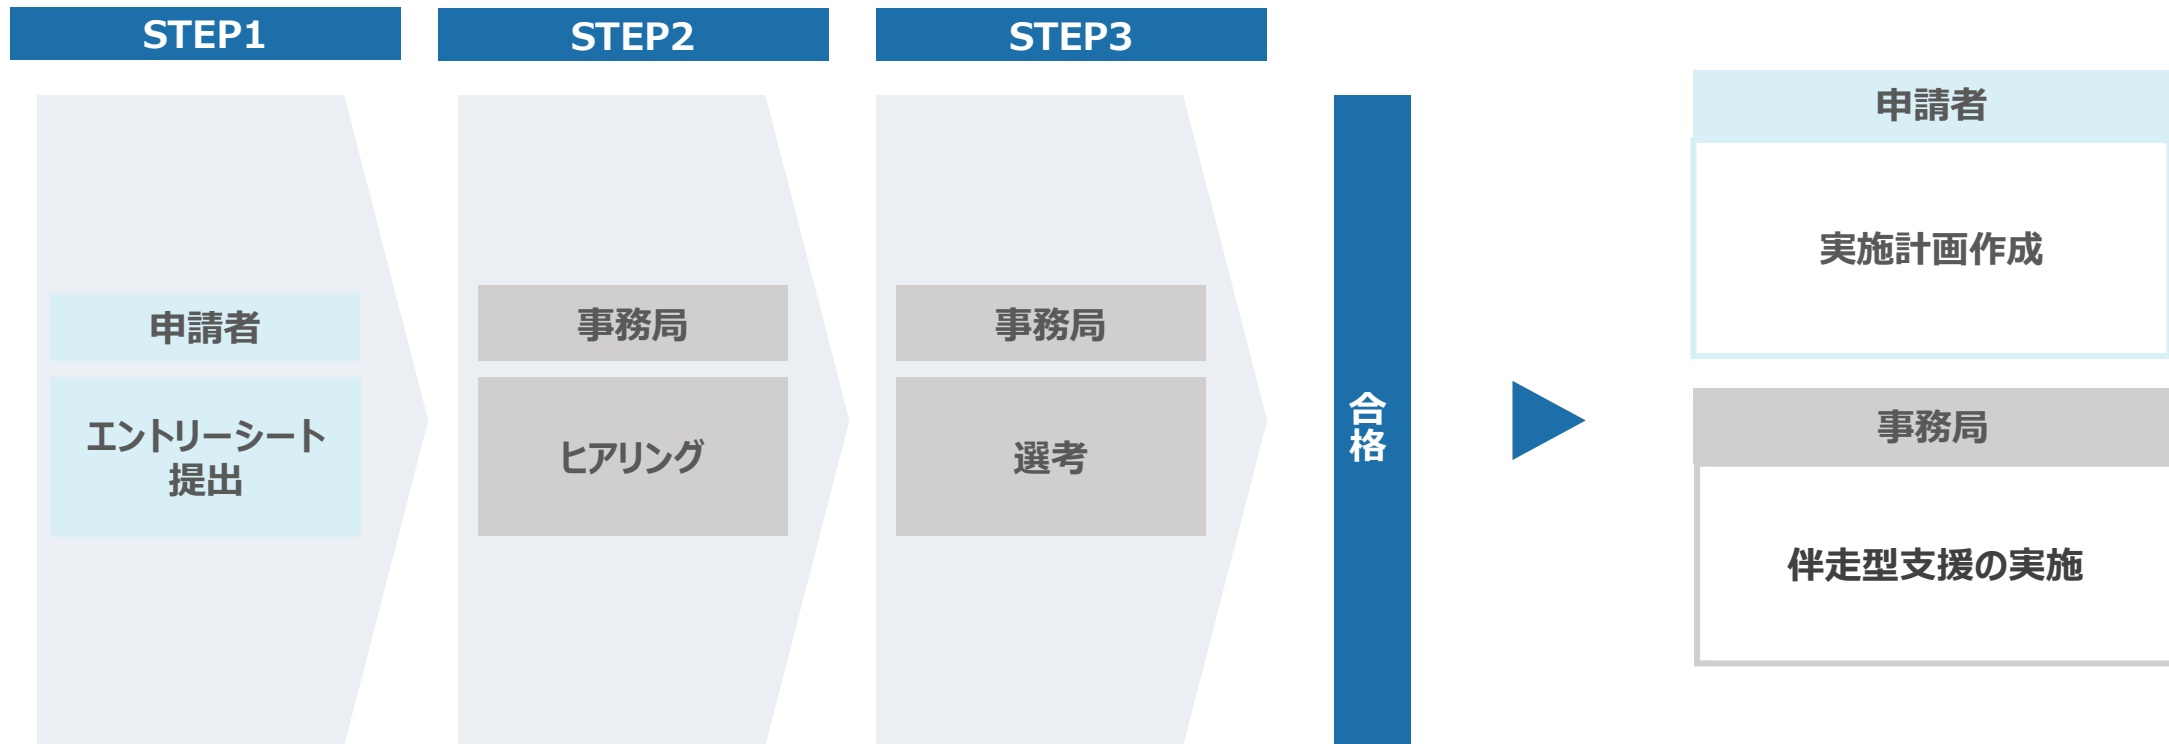 STEP1
申請者
エントリーシート
提出
STEP2
事務局
ヒアリング
STEP3
事務局
選考
合格
申請者
実施計画作成
事務局
伴走型支援の実施